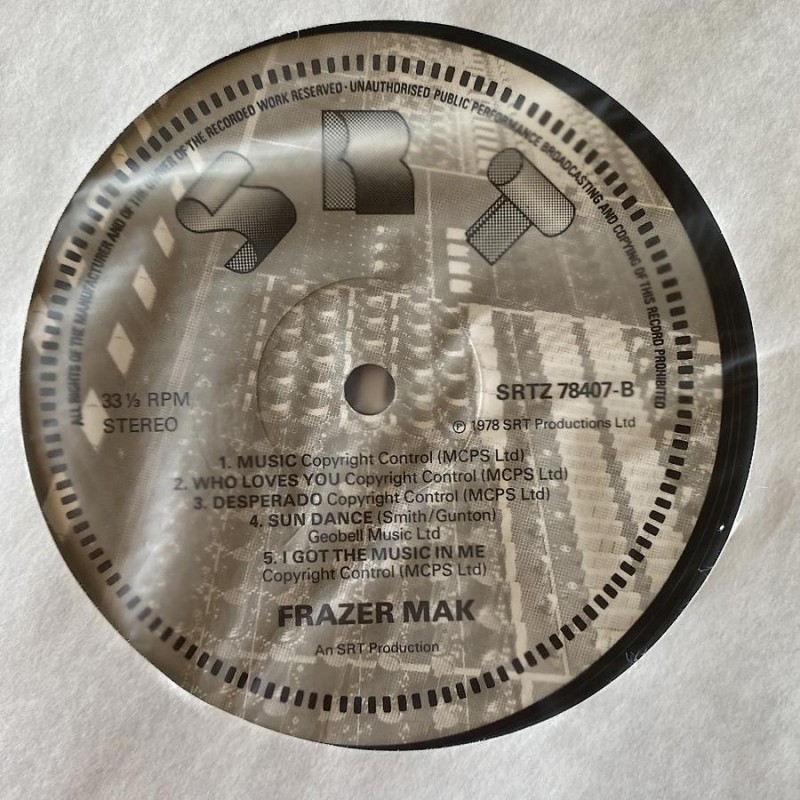 ALL RIGHTS OF THE MANUFACTURER AND OF THE OWNER OF THE RECORDED WORK RESERVED · UNAUTHORISED PUBLIC PERFORMANCE BROADCASTING AND COPYING OF THIS RECORD PROHIBITED
SRT
33⅓ RPM
STEREO
SRTZ 78407-B
℗ 1978 SRT Productions Ltd
1. MUSIC Copyright Control (MCPS Ltd)
2. WHO LOVES YOU Copyright Control (MCPS Ltd)
3. DESPERADO Copyright Control (MCPS Ltd)
4. SUN DANCE (Smith/Gunton)
Geobell Music Ltd
5. I GOT THE MUSIC IN ME
Copyright Control (MCPS Ltd)
FRAZER MAK
An SRT Production